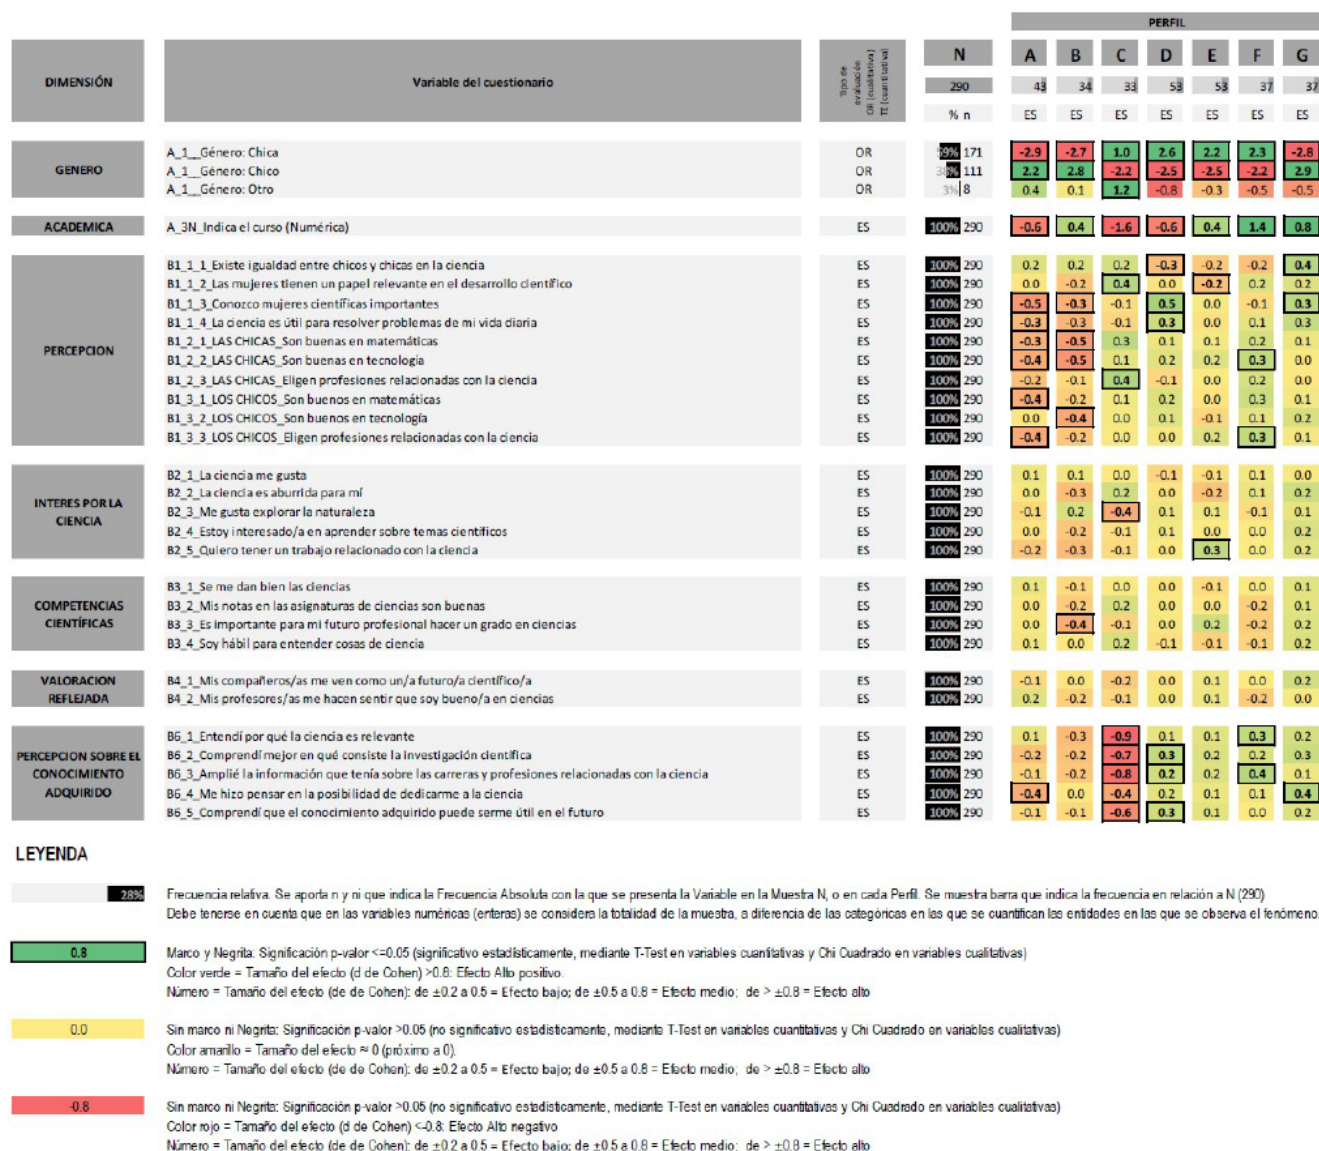 PERFIL
DIMENSIÓN Variable del cuestionario Tipo de evaluación OR (cualitativa) TE (cuantitativa) N A B C D E F G
290 43 34 33 53 53 37 37
% n ES ES ES ES ES ES ES
GENERO
A_1__Género: Chica OR 59% 171 -2.9 -2.7 1.0 2.6 2.2 2.3 -2.8
A_1__Género: Chico OR 38% 111 2.2 2.8 -2.2 -2.5 -2.5 -2.2 2.9
A_1__Género: Otro OR 3% 8 0.4 0.1 1.2 -0.8 -0.3 -0.5 -0.5
ACADEMICA A_3N_Indica el curso (Numérica) ES 100% 290 -0.6 0.4 -1.6 -0.6 0.4 1.4 0.8
PERCEPCION
B1_1_1_Existe igualdad entre chicos y chicas en la ciencia ES 100% 290 0.2 0.2 0.2 -0.3 -0.2 -0.2 0.4
B1_1_2_Las mujeres tienen un papel relevante en el desarrollo científico ES 100% 290 0.0 -0.2 0.4 0.0 -0.2 0.2 0.2
B1_1_3_Conozco mujeres científicas importantes ES 100% 290 -0.5 -0.3 -0.1 0.5 0.0 -0.1 0.3
B1_1_4_La ciencia es útil para resolver problemas de mi vida diaria ES 100% 290 -0.3 -0.3 -0.1 0.3 0.0 0.1 0.3
B1_2_1_LAS CHICAS_Son buenas en matemáticas ES 100% 290 -0.3 -0.5 0.3 0.1 0.1 0.2 0.1
B1_2_2_LAS CHICAS_Son buenas en tecnología ES 100% 290 -0.4 -0.5 0.1 0.2 0.2 0.3 0.0
B1_2_3_LAS CHICAS_Eligen profesiones relacionadas con la ciencia ES 100% 290 -0.2 -0.1 0.4 -0.1 0.0 0.2 0.0
B1_3_1_LOS CHICOS_Son buenos en matemáticas ES 100% 290 -0.4 -0.2 0.1 0.2 0.0 0.3 0.1
B1_3_2_LOS CHICOS_Son buenos en tecnología ES 100% 290 0.0 -0.4 0.0 0.1 -0.1 0.1 0.2
B1_3_3_LOS CHICOS_Eligen profesiones relacionadas con la ciencia ES 100% 290 -0.4 -0.2 0.0 0.0 0.2 0.3 0.1
INTERES POR LA CIENCIA
B2_1_La ciencia me gusta ES 100% 290 0.1 0.1 0.0 -0.1 -0.1 0.1 0.0
B2_2_La ciencia es aburrida para mí ES 100% 290 0.0 -0.3 0.2 0.0 -0.2 0.1 0.2
B2_3_Me gusta explorar la naturaleza ES 100% 290 -0.1 0.2 -0.4 0.1 0.1 -0.1 0.1
B2_4_Estoy interesado/a en aprender sobre temas científicos ES 100% 290 0.0 -0.2 -0.1 0.1 0.0 0.0 0.2
B2_5_Quiero tener un trabajo relacionado con la ciencia ES 100% 290 -0.2 -0.3 -0.1 0.0 0.3 0.0 0.2
COMPETENCIAS CIENTÍFICAS
B3_1_Se me dan bien las ciencias ES 100% 290 0.1 -0.1 0.0 0.0 -0.1 0.0 0.1
B3_2_Mis notas en las asignaturas de ciencias son buenas ES 100% 290 0.0 -0.2 0.2 0.0 0.0 -0.2 0.1
B3_3_Es importante para mi futuro profesional hacer un grado en ciencias ES 100% 290 0.0 -0.4 -0.1 0.0 0.2 -0.2 0.2
B3_4_Soy hábil para entender cosas de ciencia ES 100% 290 0.1 0.0 0.2 -0.1 -0.1 -0.1 0.2
VALORACION REFLEJADA
B4_1_Mis compañeros/as me ven como un/a futuro/a científico/a ES 100% 290 -0.1 0.0 -0.2 0.0 0.1 0.0 0.2
B4_2_Mis profesores/as me hacen sentir que soy bueno/a en ciencias ES 100% 290 0.2 -0.2 -0.1 0.0 0.1 -0.2 0.0
PERCEPCION SOBRE EL CONOCIMIENTO ADQUIRIDO
B6_1_Entendí por qué la ciencia es relevante ES 100% 290 0.1 -0.3 -0.9 0.1 0.1 0.3 0.2
B6_2_Comprendí mejor en qué consiste la investigación científica ES 100% 290 -0.2 -0.2 -0.7 0.3 0.2 0.2 0.3
B6_3_Amplié la información que tenía sobre las carreras y profesiones relacionadas con la ciencia ES 100% 290 -0.1 -0.2 -0.8 0.2 0.2 0.4 0.1
B6_4_Me hizo pensar en la posibilidad de dedicarme a la ciencia ES 100% 290 -0.4 0.0 -0.4 0.2 0.1 0.1 0.4
B6_5_Comprendí que el conocimiento adquirido puede serme útil en el futuro ES 100% 290 -0.1 -0.1 -0.6 0.3 0.1 0.0 0.2
LEYENDA
28% Frecuencia relativa. Se aporta n y ni que indica la Frecuencia Absoluta con la que se presenta la Variable en la Muestra N, o en cada Perfil. Se muestra barra que indica la frecuencia en relación a N (290)
Debe tenerse en cuenta que en las variables numéricas (enteras) se considera la totalidad de la muestra, a diferencia de las categóricas en las que se cuantifican las entidades en las que se observa el fenómeno.
0.8 Marco y Negrita: Significación p-valor <=0.05 (significativo estadísticamente, mediante T-Test en variables cuantitativas y Chi Cuadrado en variables cualitativas)
Color verde = Tamaño del efecto (d de Cohen) >0.8: Efecto Alto positivo.
Número = Tamaño del efecto (de de Cohen): de ±0.2 a 0.5 = Efecto bajo; de ±0.5 a 0.8 = Efecto medio; de > ±0.8 = Efecto alto
0.0 Sin marco ni Negrita: Significación p-valor >0.05 (no significativo estadísticamente, mediante T-Test en variables cuantitativas y Chi Cuadrado en variables cualitativas)
Color amarillo = Tamaño del efecto ≈ 0 (próximo a 0).
Número = Tamaño del efecto (de de Cohen): de ±0.2 a 0.5 = Efecto bajo; de ±0.5 a 0.8 = Efecto medio; de > ±0.8 = Efecto alto
-0.8 Sin marco ni Negrita: Significación p-valor >0.05 (no significativo estadísticamente, mediante T-Test en variables cuantitativas y Chi Cuadrado en variables cualitativas)
Color rojo = Tamaño del efecto (d de Cohen) <-0.8: Efecto Alto negativo
Número = Tamaño del efecto (de de Cohen): de ±0.2 a 0.5 = Efecto bajo; de ±0.5 a 0.8 = Efecto medio; de > ±0.8 = Efecto alto